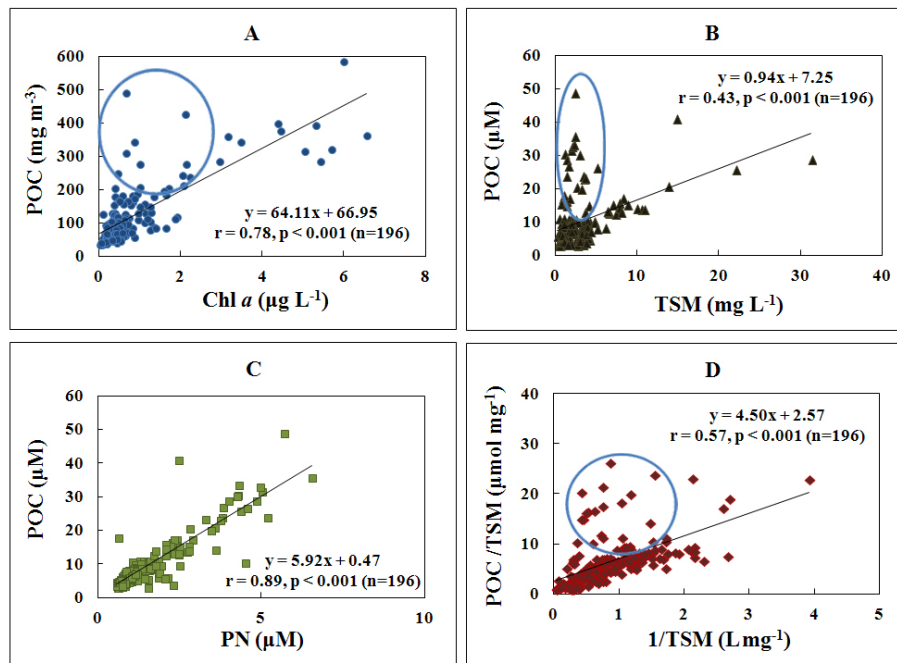 A
POC (mg m-3)
600
500
400
300
200
100
0
y = 64.11x + 66.95
r = 0.78, p < 0.001 (n=196)
0 2 4 6 8
Chl a (µg L-1)
B
POC (µM)
60
50
40
30
20
10
0
y = 0.94x + 7.25
r = 0.43, p < 0.001 (n=196)
0 10 20 30 40
TSM (mg L-1)
C
POC (µM)
60
50
40
30
20
10
0
y = 5.92x + 0.47
r = 0.89, p < 0.001 (n=196)
0 5 10
PN (µM)
D
POC /TSM (µmol mg-1)
40
30
20
10
0
y = 4.50x + 2.57
r = 0.57, p < 0.001 (n=196)
0 1 2 3 4 5
1/TSM (L mg-1)